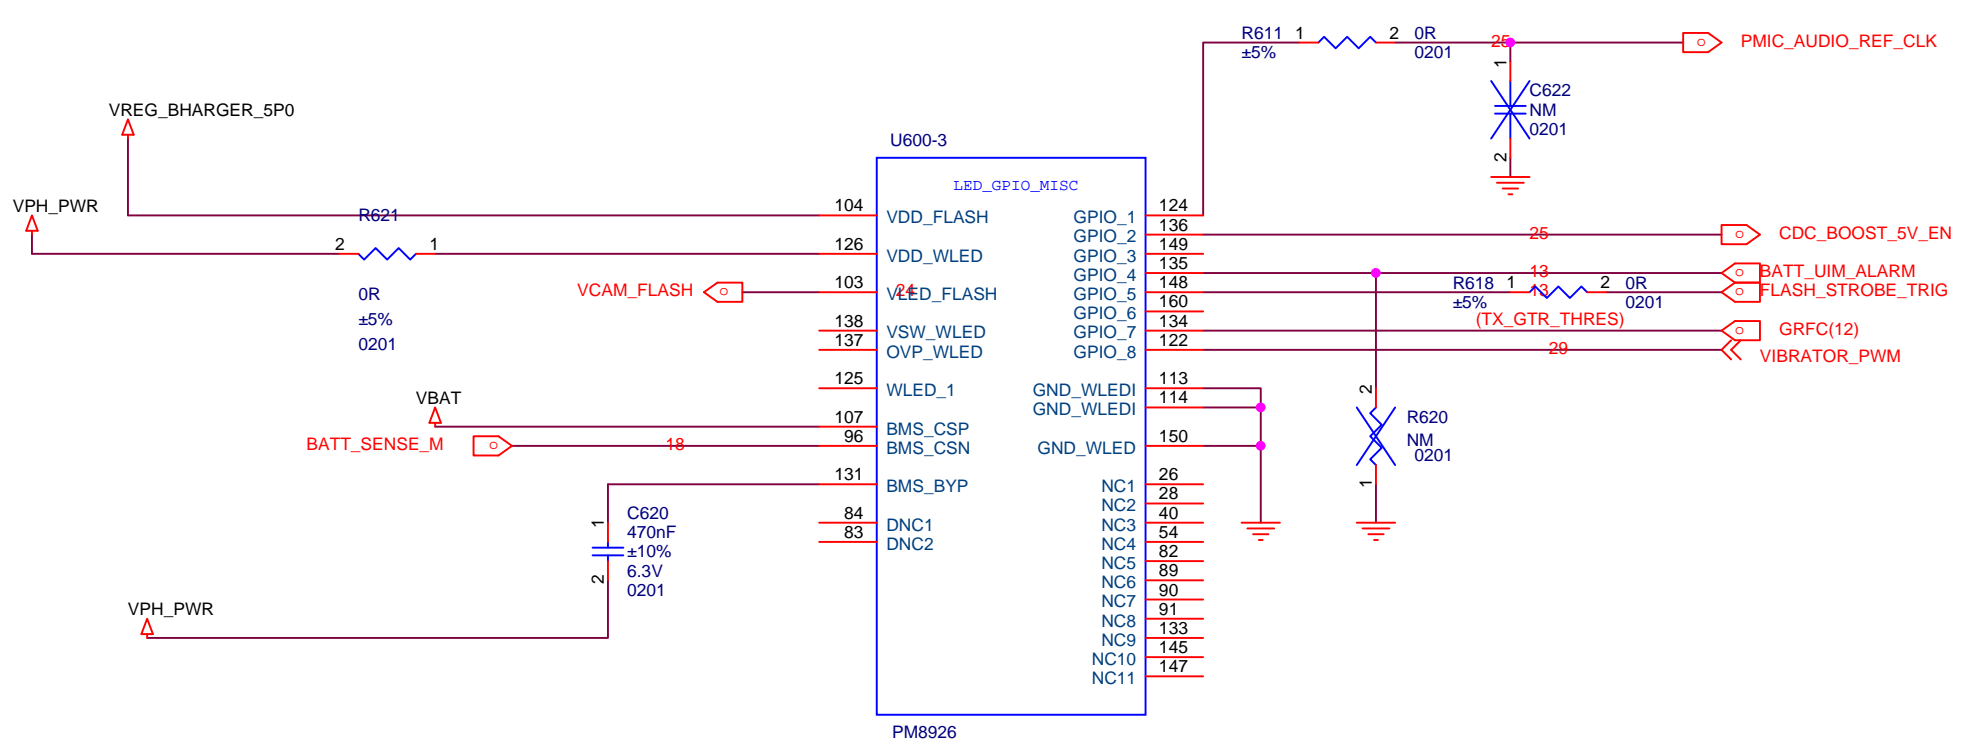 R611 1 2 0R 25 PMIC_AUDIO_REF_CLK
±5% 0201
1
C622
NM
0201
2
VREG_BHARGER_5P0
U600-3
LED_GPIO_MISC
VPH_PWR
R621
2 1
0R
±5%
0201
104 VDD_FLASH
126 VDD_WLED
VCAM_FLASH 24 103 VLED_FLASH
138 VSW_WLED
137 OVP_WLED
125 WLED_1
VBAT
107 BMS_CSP
BATT_SENSE_M 18 96 BMS_CSN
131 BMS_BYP
84 DNC1
83 DNC2
1
C620
470nF
±10%
6.3V
0201
2
VPH_PWR
GPIO_1 124
GPIO_2 136 25 CDC_BOOST_5V_EN
GPIO_3 149
GPIO_4 135 13 BATT_UIM_ALARM
GPIO_5 148 R618 1 13 2 0R FLASH_STROBE_TRIG
±5% 0201
GPIO_6 160
(TX_GTR_THRES)
GPIO_7 134 GRFC(12)
GPIO_8 122 29 VIBRATOR_PWM
GND_WLEDI 113
GND_WLEDI 114
GND_WLED 150
2
R620
NM
0201
1
NC1 26
NC2 28
NC3 40
NC4 54
NC5 82
NC6 89
NC7 90
NC8 91
NC9 133
NC10 145
NC11 147
PM8926